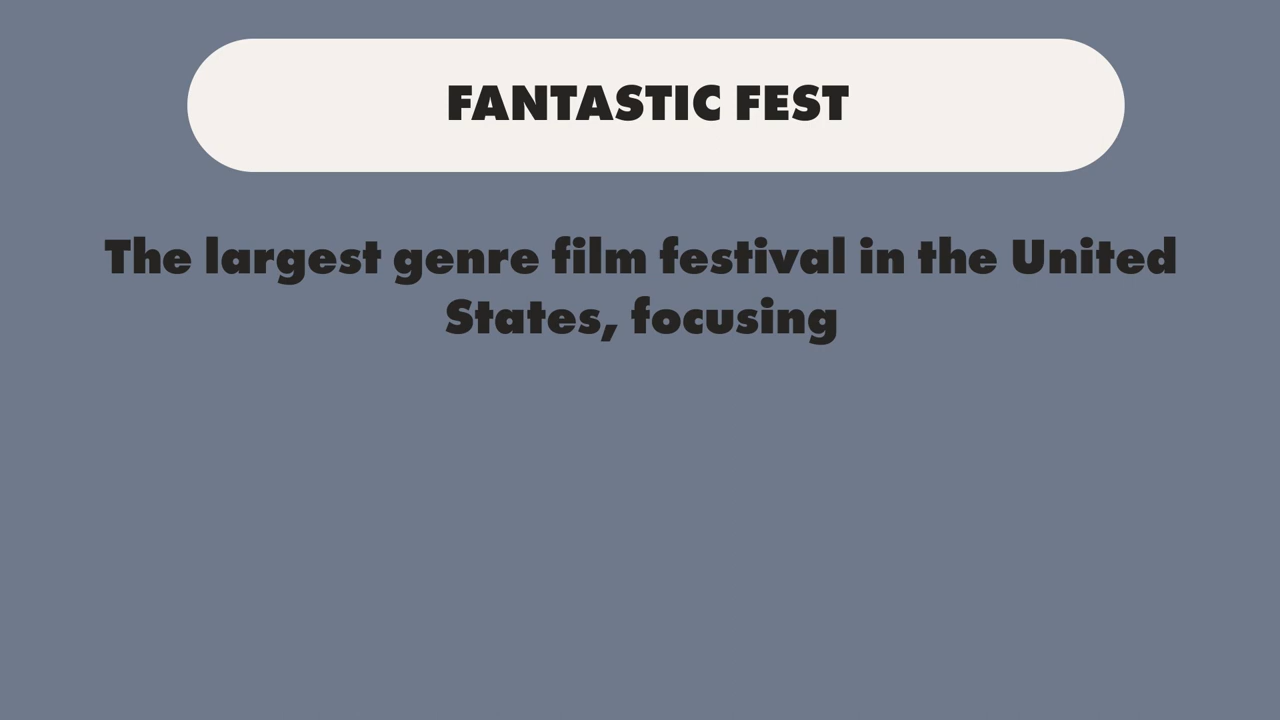 FANTASTIC FEST
The largest genre film festival in the United
States, focusing